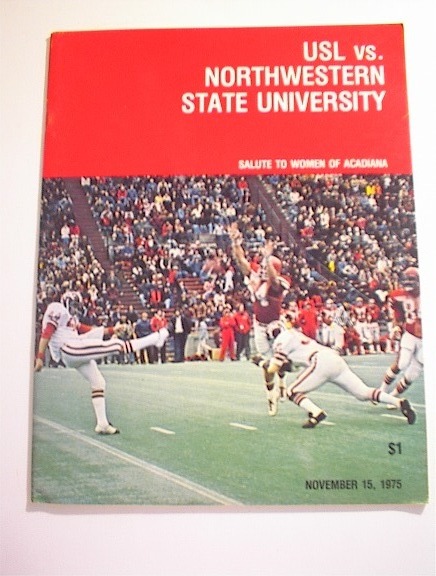 USL vs.
NORTHWESTERN
STATE UNIVERSITY
SALUTE TO WOMEN OF ACADIANA
$1
NOVEMBER 15, 1975